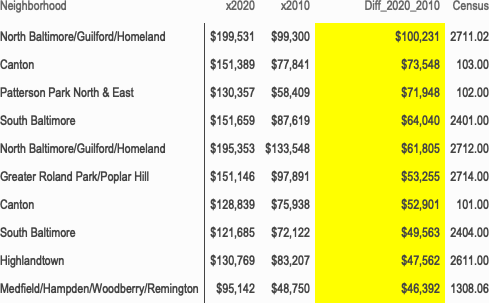 Neighborhood x2020 x2010 Diff_2020_2010 Census
North Baltimore/Guilford/Homeland $199,531 $99,300 $100,231 2711.02
Canton $151,389 $77,841 $73,548 103.00
Patterson Park North & East $130,357 $58,409 $71,948 102.00
South Baltimore $151,659 $87,619 $64,040 2401.00
North Baltimore/Guilford/Homeland $195,353 $133,548 $61,805 2712.00
Greater Roland Park/Poplar Hill $151,146 $97,891 $53,255 2714.00
Canton $128,839 $75,938 $52,901 101.00
South Baltimore $121,685 $72,122 $49,563 2404.00
Highlandtown $130,769 $83,207 $47,562 2611.00
Medfield/Hampden/Woodberry/Remington $95,142 $48,750 $46,392 1308.06